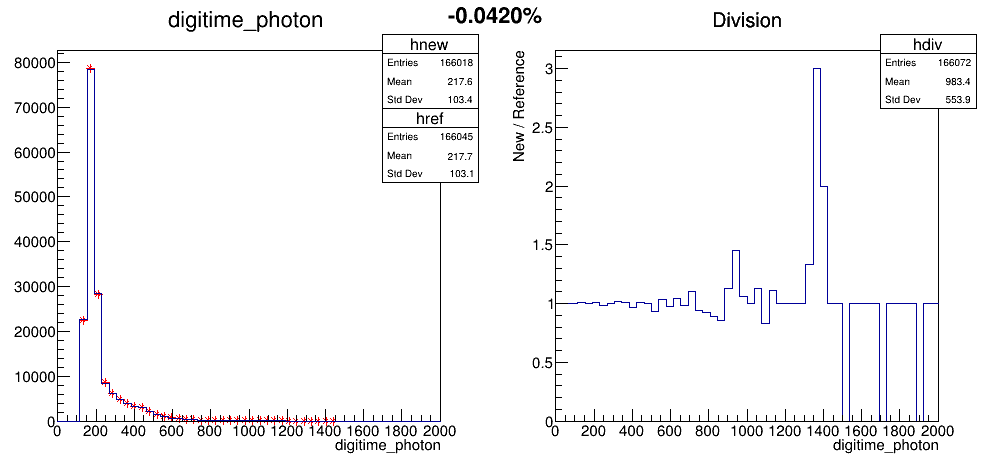 -0.0420%
digitime_photon
hnew
Entries 166018
Mean 217.6
Std Dev 103.4
href
Entries 166045
Mean 217.7
Std Dev 103.1
80000
70000
60000
50000
40000
30000
20000
10000
0
0 200 400 600 800 1000 1200 1400 1600 1800 2000
digitime_photon
Division
hdiv
Entries 166072
Mean 983.4
Std Dev 553.9
New / Reference
3
2.5
2
1.5
1
0.5
0
0 200 400 600 800 1000 1200 1400 1600 1800 2000
digitime_photon